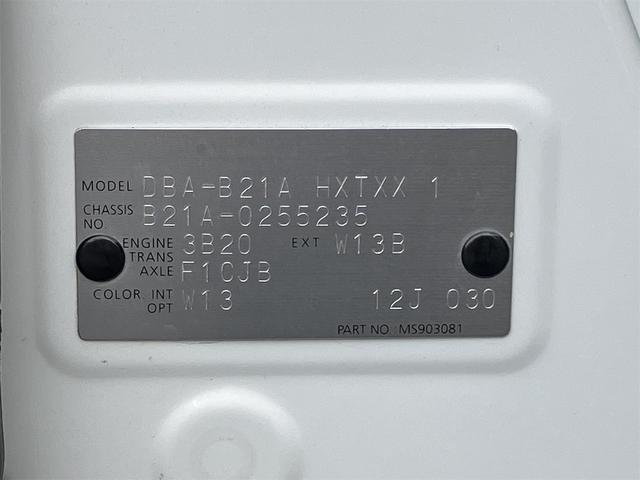 MODEL DBA-B21A HXTXX 1
CHASSIS NO. B21A-0255235
ENGINE 3B20 EXT W13B
TRANS AXLE F1CJB
COLOR. INT OPT W13 12J 030
PART NO : MS903081